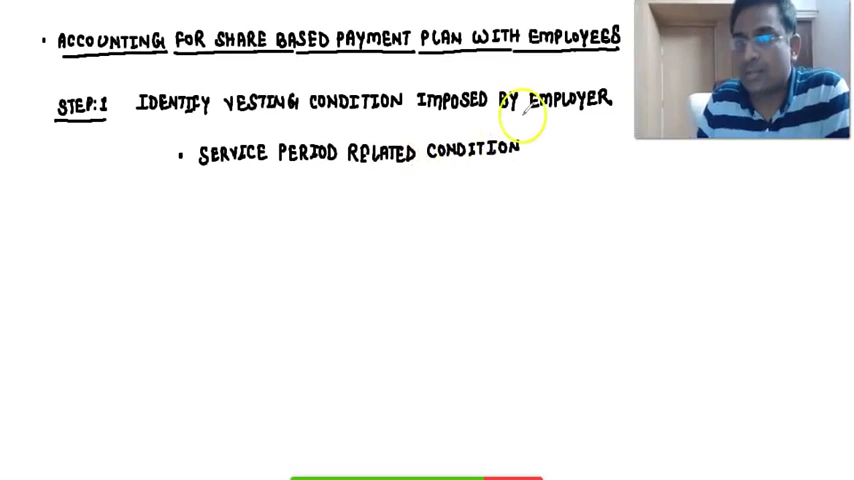 • ACCOUNTING FOR SHARE BASED PAYMENT PLAN WITH EMPLOYEES
STEP:1 IDENTIFY VESTING CONDITION IMPOSED BY EMPLOYER
• SERVICE PERIOD RELATED CONDITION